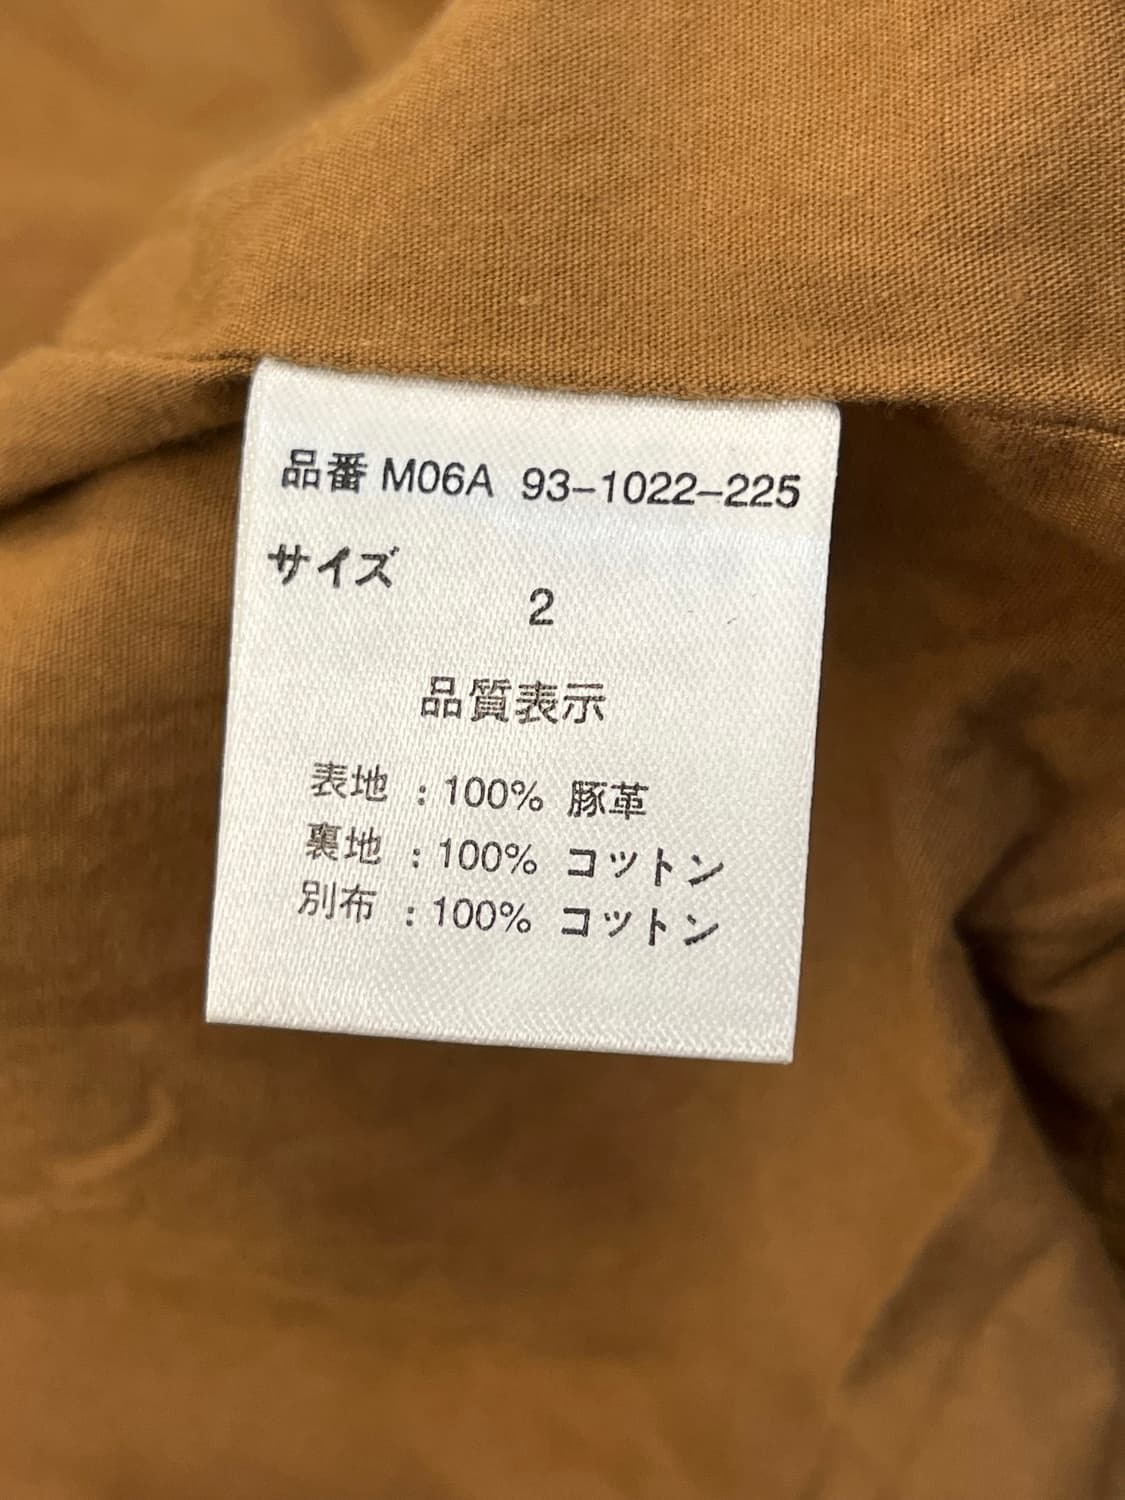 品番 M06A 93-1022-225
サイズ
2
品質表示
表地 : 100% 豚革
裏地 : 100% コットン
別布 : 100% コットン